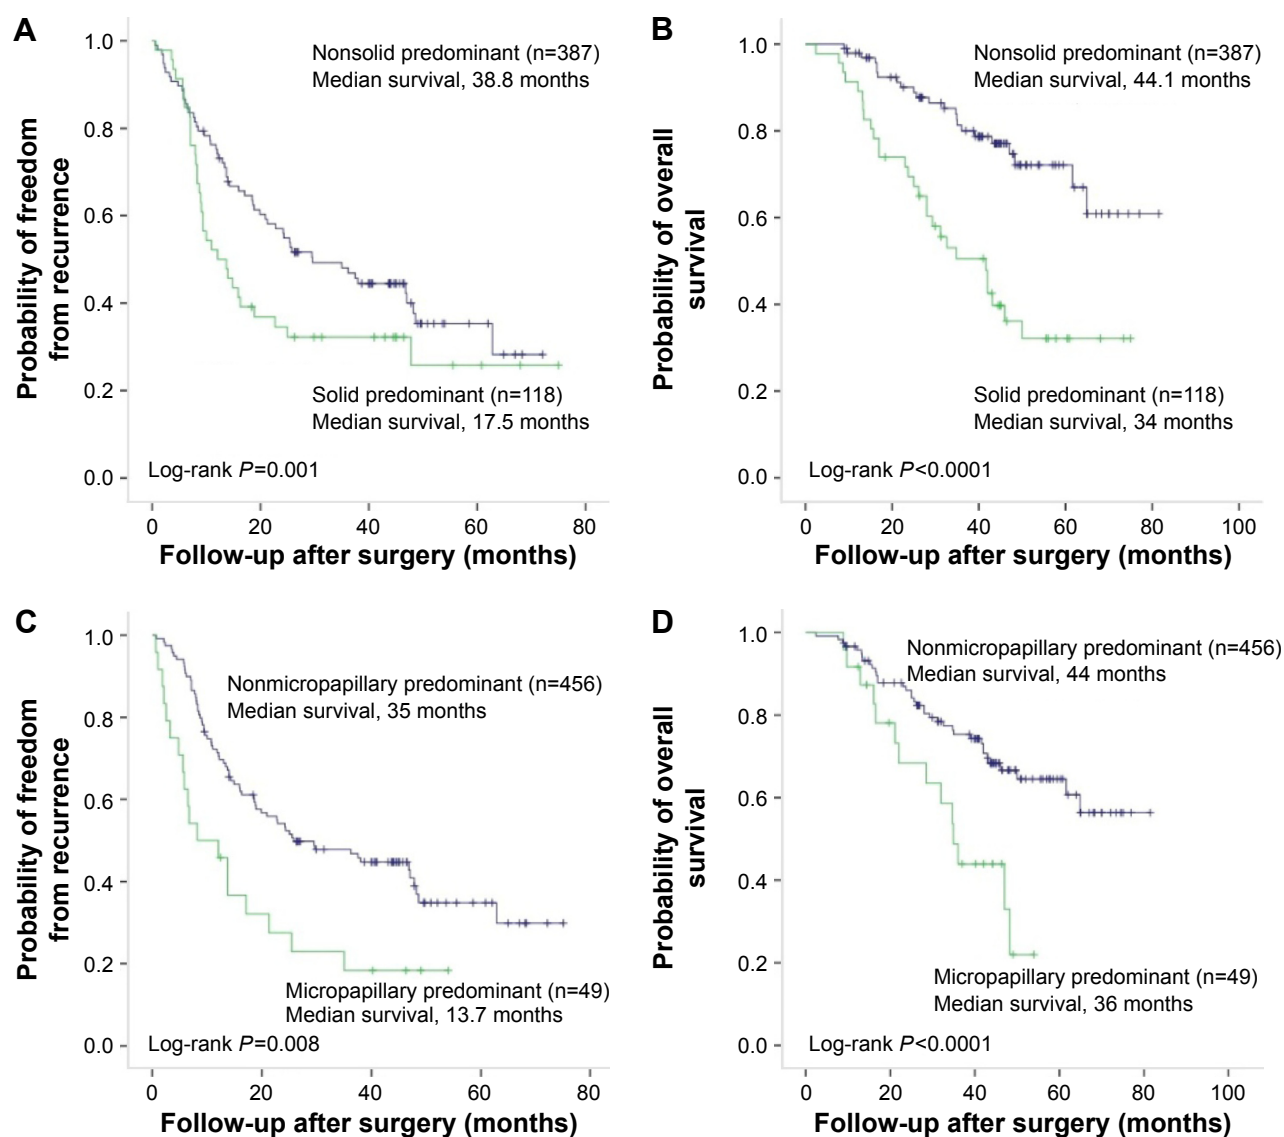 A
Probability of freedom
from recurrence
1.0
0.8
0.6
0.4
0.2
0.0
Nonsolid predominant (n=387)
Median survival, 38.8 months
Solid predominant (n=118)
Median survival, 17.5 months
Log-rank P=0.001
0 20 40 60 80
Follow-up after surgery (months)
B
Probability of overall
survival
1.0
0.8
0.6
0.4
0.2
0.0
Nonsolid predominant (n=387)
Median survival, 44.1 months
Solid predominant (n=118)
Median survival, 34 months
Log-rank P<0.0001
0 20 40 60 80 100
Follow-up after surgery (months)
C
Probability of freedom
from recurrence
1.0
0.8
0.6
0.4
0.2
0.0
Nonmicropapillary predominant (n=456)
Median survival, 35 months
Micropapillary predominant (n=49)
Median survival, 13.7 months
Log-rank P=0.008
0 20 40 60 80
Follow-up after surgery (months)
D
Probability of overall
survival
1.0
0.8
0.6
0.4
0.2
0.0
Nonmicropapillary predominant (n=456)
Median survival, 44 months
Micropapillary predominant (n=49)
Median survival, 36 months
Log-rank P<0.0001
0 20 40 60 80 100
Follow-up after surgery (months)